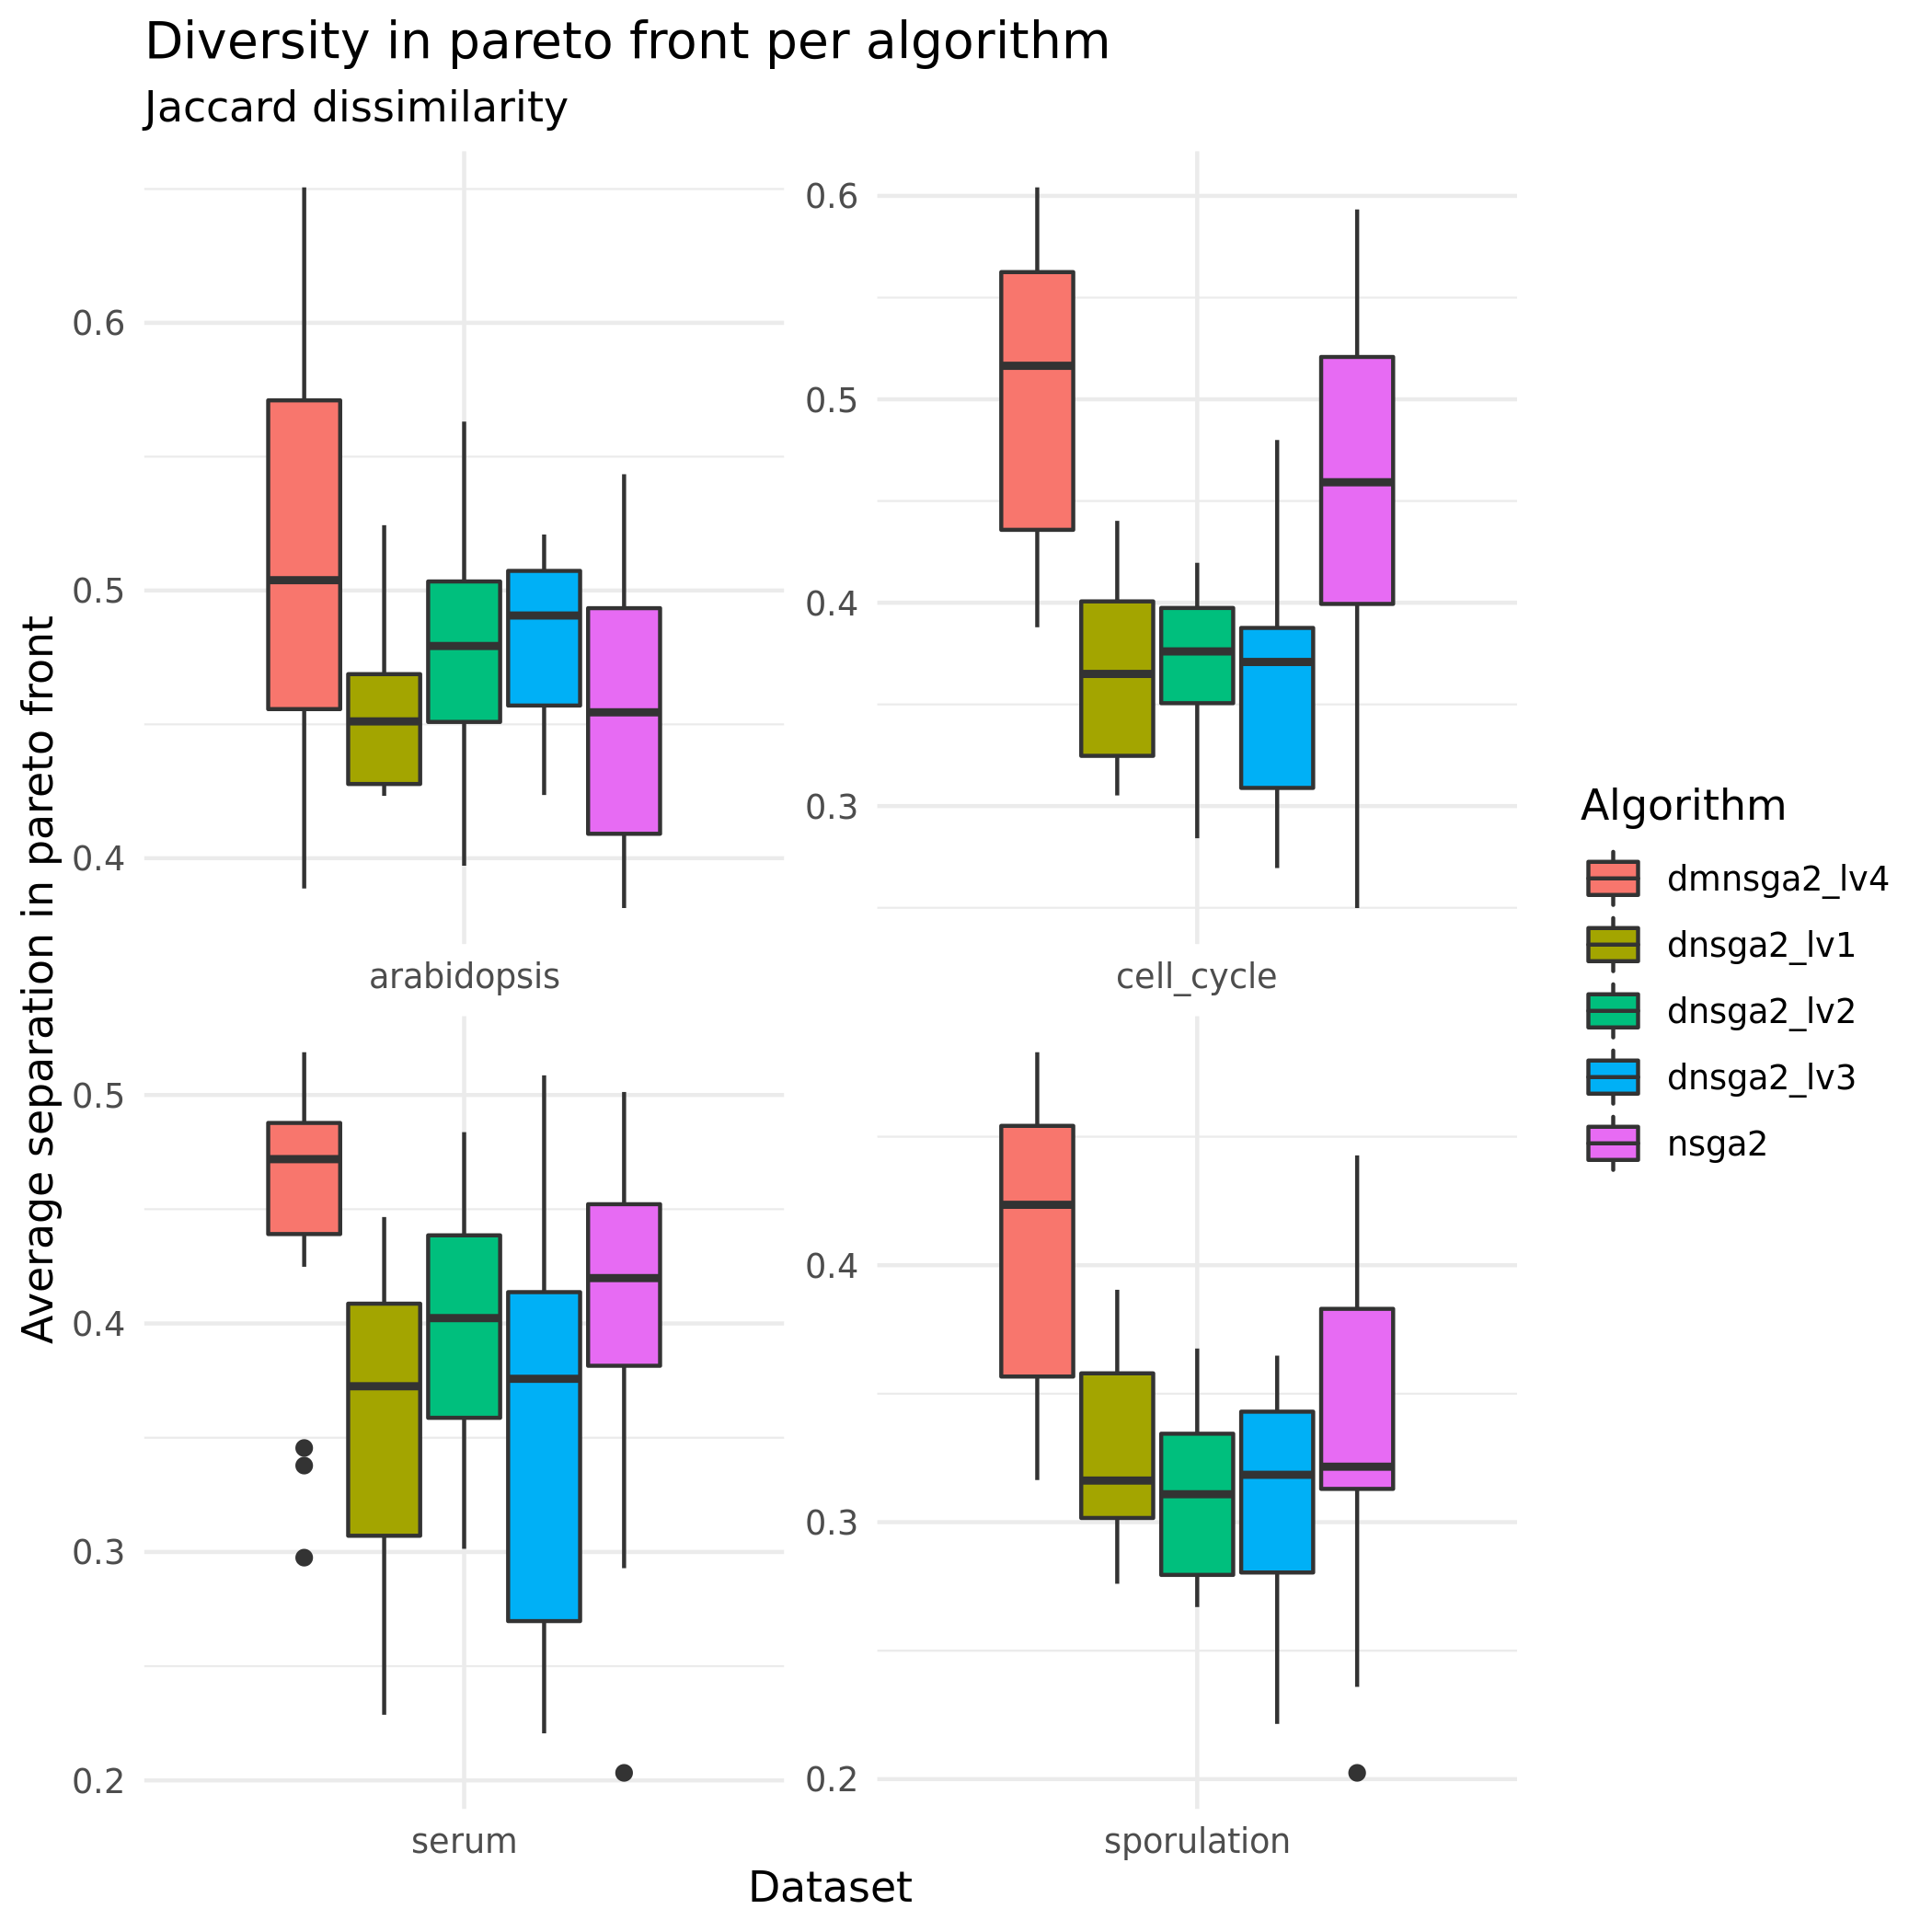 Diversity in pareto front per algorithm
Jaccard dissimilarity
Average separation in pareto front
0.6
0.5
0.4
arabidopsis
0.6
0.5
0.4
0.3
cell_cycle
0.5
0.4
0.3
0.2
serum
0.4
0.3
0.2
sporulation
Dataset
Algorithm
dmnsga2_lv4
dnsga2_lv1
dnsga2_lv2
dnsga2_lv3
nsga2